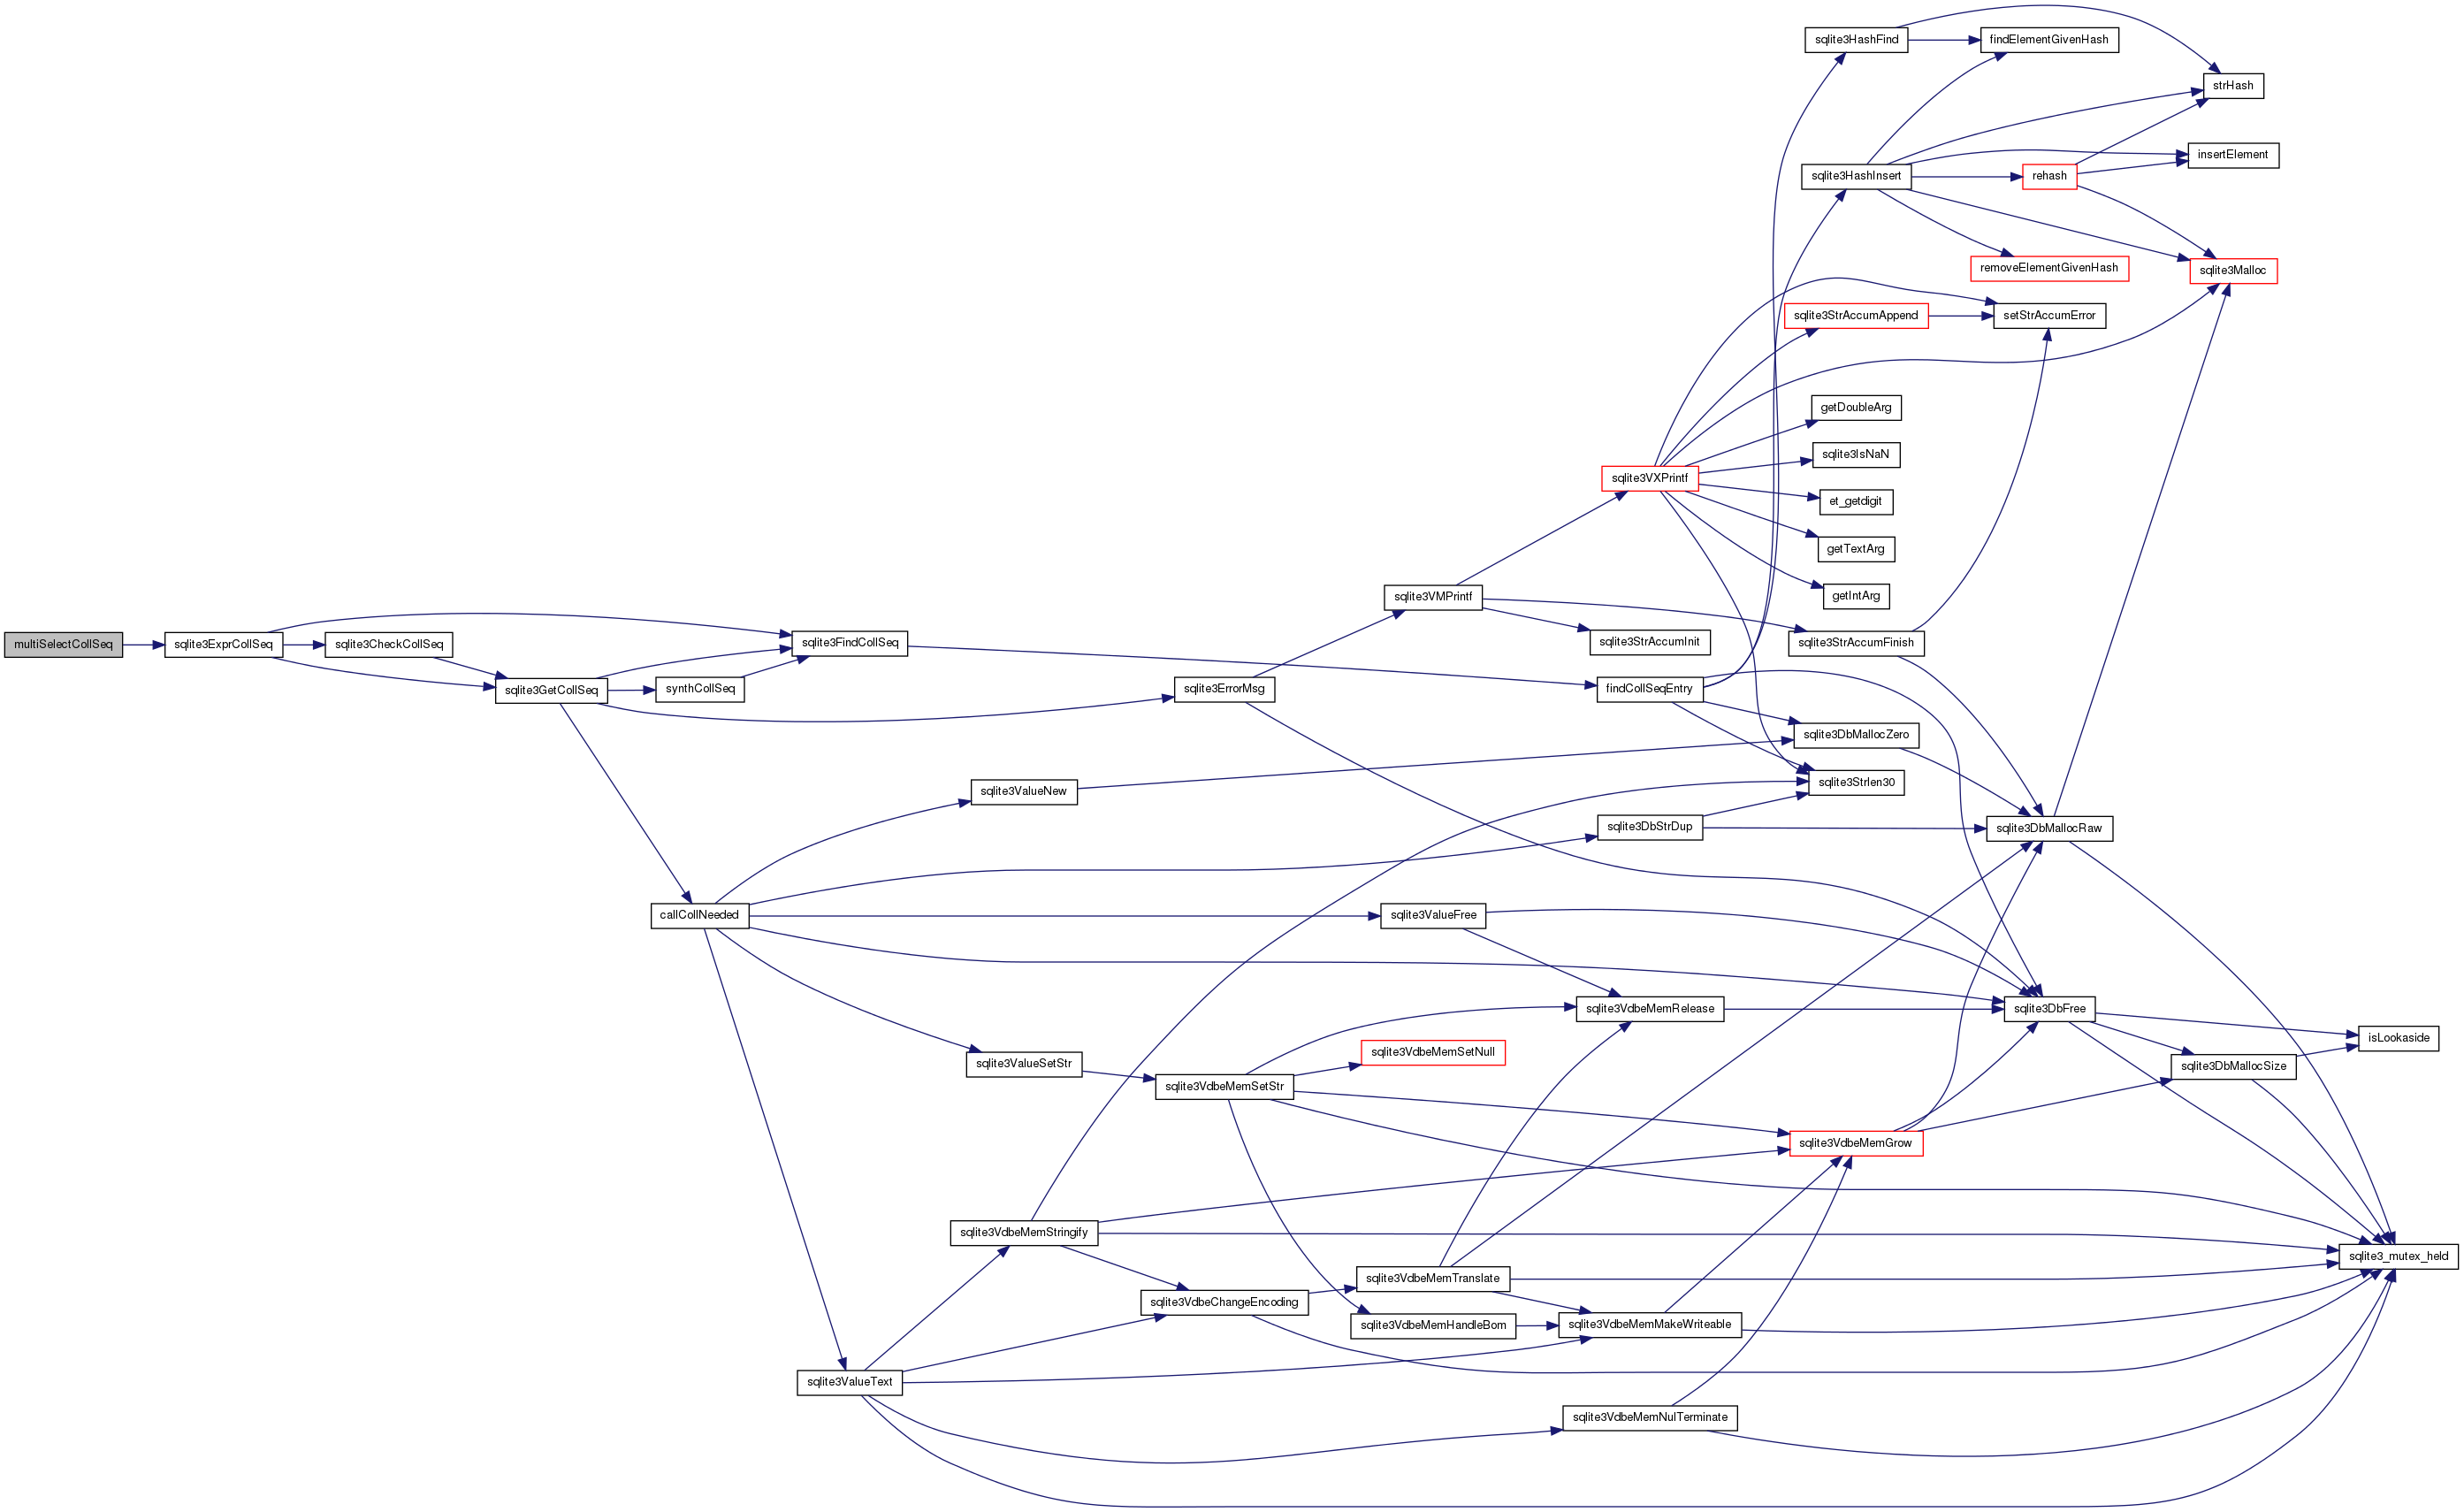 multiSelectCollSeq
sqlite3ExprCollSeq
sqlite3CheckCollSeq
sqlite3GetCollSeq
sqlite3FindCollSeq
synthCollSeq
callCollNeeded
sqlite3ValueText
sqlite3ValueNew
sqlite3ValueSetStr
sqlite3VdbeMemStringify
sqlite3ErrorMsg
sqlite3VdbeMemSetStr
sqlite3VdbeChangeEncoding
sqlite3VMPrintf
sqlite3ValueFree
sqlite3VdbeMemSetNull
sqlite3VdbeMemTranslate
sqlite3VdbeMemHandleBom
sqlite3VXPrintf
sqlite3StrAccumInit
findCollSeqEntry
sqlite3DbStrDup
sqlite3VdbeMemRelease
sqlite3VdbeMemMakeWriteable
sqlite3VdbeMemNulTerminate
sqlite3HashFind
sqlite3HashInsert
sqlite3StrAccumAppend
getDoubleArg
sqlite3IsNaN
et_getdigit
getTextArg
getIntArg
sqlite3StrAccumFinish
sqlite3DbMallocZero
sqlite3Strlen30
sqlite3VdbeMemGrow
findElementGivenHash
rehash
removeElementGivenHash
setStrAccumError
sqlite3DbMallocRaw
sqlite3DbFree
strHash
insertElement
sqlite3Malloc
sqlite3DbMallocSize
isLookaside
sqlite3_mutex_held